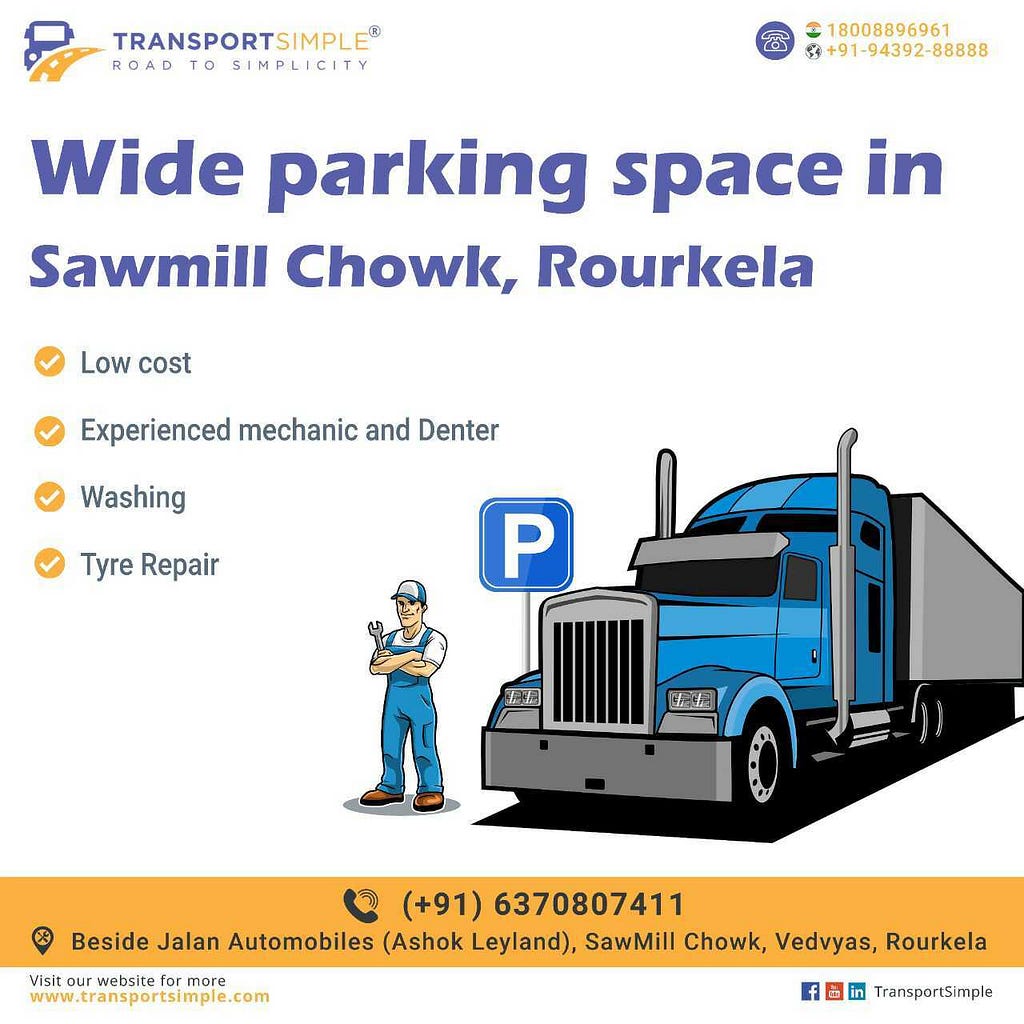 TRANSPORTSIMPLE®
ROAD TO SIMPLICITY
18008896961
+91-94392-88888
Wide parking space in
Sawmill Chowk, Rourkela
Low cost
Experienced mechanic and Denter
Washing
Tyre Repair
P
(+91) 6370807411
Beside Jalan Automobiles (Ashok Leyland), SawMill Chowk, Vedvyas, Rourkela
Visit our website for more
www.transportsimple.com
TransportSimple